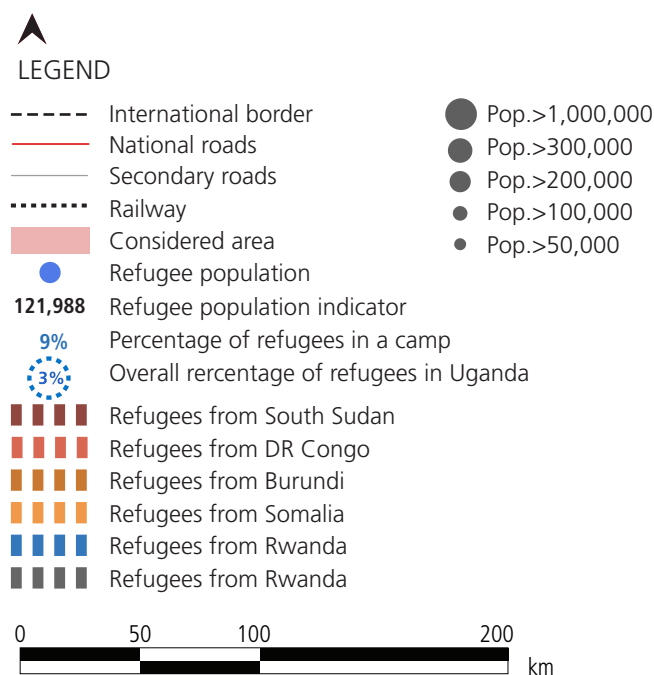 LEGEND
International border
National roads
Secondary roads
Railway
Considered area
Refugee population
121,988 Refugee population indicator
9% Percentage of refugees in a camp
3% Overall rercentage of refugees in Uganda
Refugees from South Sudan
Refugees from DR Congo
Refugees from Burundi
Refugees from Somalia
Refugees from Rwanda
Refugees from Rwanda
Pop.>1,000,000
Pop.>300,000
Pop.>200,000
Pop.>100,000
Pop.>50,000
0 50 100 200
km